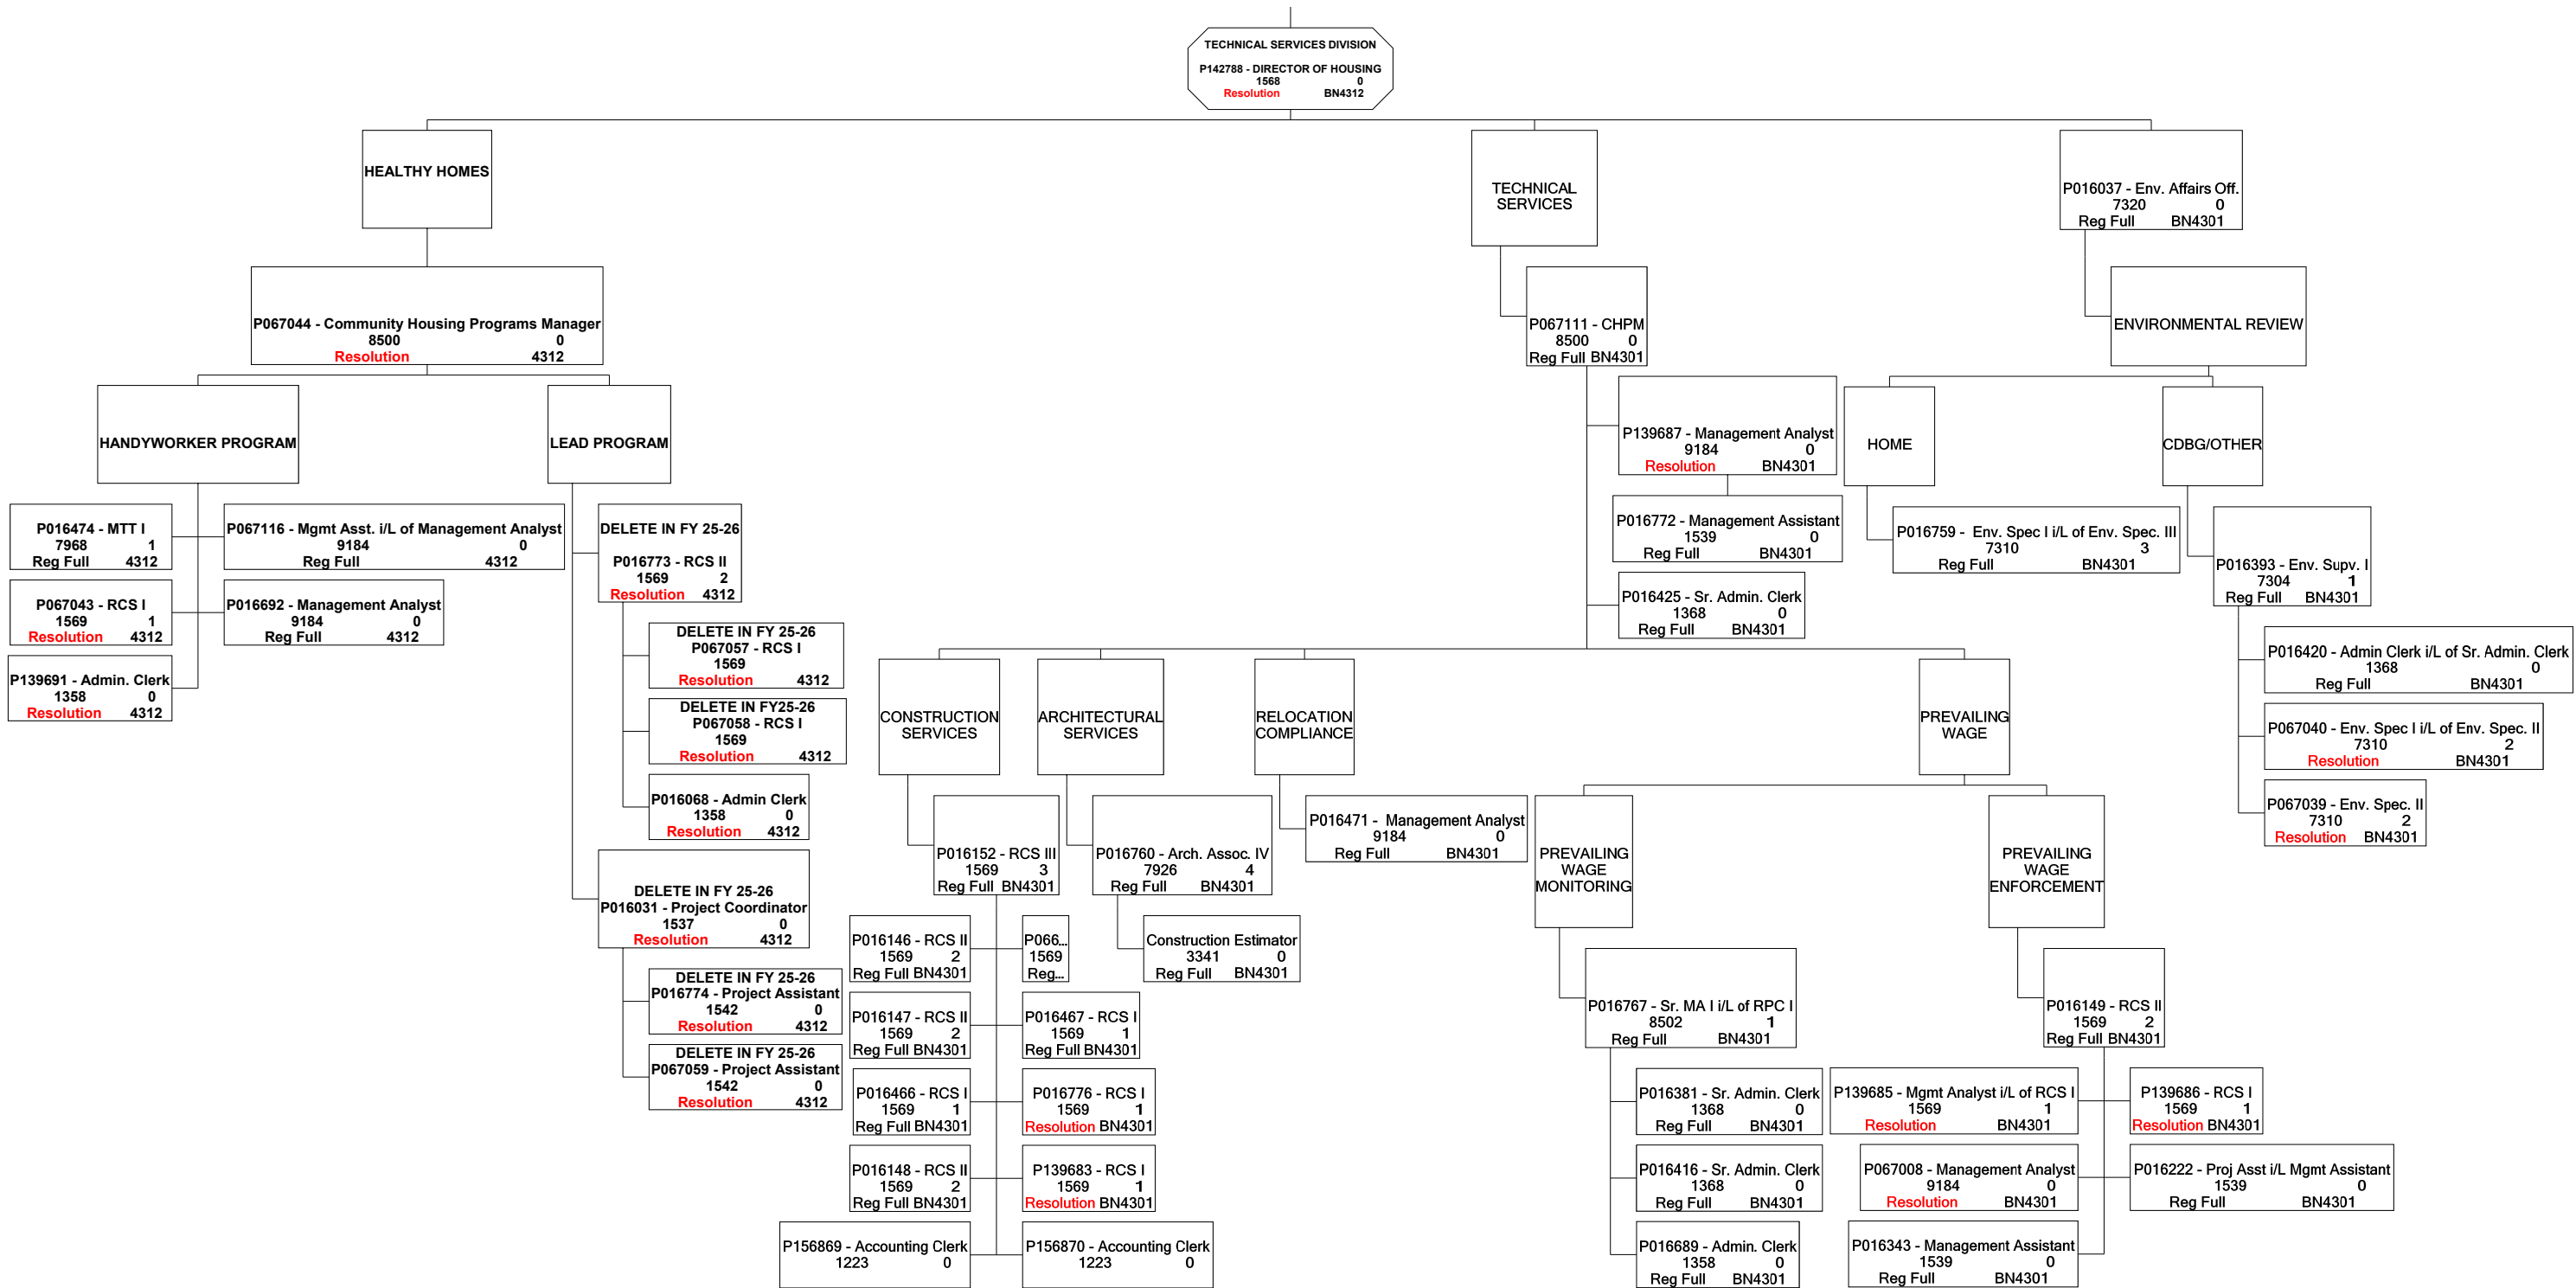 TECHNICAL SERVICES DIVISION
P142788 - DIRECTOR OF HOUSING
1568 0
Resolution BN4312
HEALTHY HOMES
P067044 - Community Housing Programs Manager
8500 0
Resolution 4312
HANDYWORKER PROGRAM
P016474 - MTT I
7968 1
Reg Full 4312
P067116 - Mgmt Asst. i/L of Management Analyst
9184 0
Reg Full 4312
P067043 - RCS I
1569 1
Resolution 4312
P016692 - Management Analyst
9184 0
Reg Full 4312
P139691 - Admin. Clerk
1358 0
Resolution 4312
LEAD PROGRAM
DELETE IN FY 25-26
P016773 - RCS II
1569 2
Resolution 4312
DELETE IN FY 25-26
P067057 - RCS I
1569
Resolution 4312
DELETE IN FY25-26
P067058 - RCS I
1569
Resolution 4312
P016068 - Admin Clerk
1358 0
Resolution 4312
DELETE IN FY 25-26
P016031 - Project Coordinator
1537 0
Resolution 4312
DELETE IN FY 25-26
P016774 - Project Assistant
1542 0
Resolution 4312
DELETE IN FY 25-26
P067059 - Project Assistant
1542 0
Resolution 4312
TECHNICAL
SERVICES
P067111 - CHPM
8500 0
Reg Full BN4301
P139687 - Management Analyst
9184 0
Resolution BN4301
P016772 - Management Assistant
1539 0
Reg Full BN4301
P016425 - Sr. Admin. Clerk
1368 0
Reg Full BN4301
CONSTRUCTION
SERVICES
P016152 - RCS III
1569 3
Reg Full BN4301
P016146 - RCS II
1569 2
Reg Full BN4301
P066...
1569
Reg...
P016147 - RCS II
1569 2
Reg Full BN4301
P016467 - RCS I
1569 1
Reg Full BN4301
P016466 - RCS I
1569 1
Reg Full BN4301
P016776 - RCS I
1569 1
Resolution BN4301
P016148 - RCS II
1569 2
Reg Full BN4301
P139683 - RCS I
1569 1
Resolution BN4301
P156869 - Accounting Clerk
1223 0
P156870 - Accounting Clerk
1223 0
ARCHITECTURAL
SERVICES
P016760 - Arch. Assoc. IV
7926 4
Reg Full BN4301
Construction Estimator
3341 0
Reg Full BN4301
RELOCATION
COMPLIANCE
P016471 - Management Analyst
9184 0
Reg Full BN4301
PREVAILING
WAGE
PREVAILING
WAGE
MONITORING
P016767 - Sr. MA I i/L of RPC I
8502 1
Reg Full BN4301
P016381 - Sr. Admin. Clerk
1368 0
Reg Full BN4301
P016416 - Sr. Admin. Clerk
1368 0
Reg Full BN4301
P016689 - Admin. Clerk
1358 0
Reg Full BN4301
PREVAILING
WAGE
ENFORCEMENT
P016149 - RCS II
1569 2
Reg Full BN4301
P139685 - Mgmt Analyst i/L of RCS I
1569 1
Resolution BN4301
P139686 - RCS I
1569 1
Resolution BN4301
P067008 - Management Analyst
9184 0
Resolution BN4301
P016222 - Proj Asst i/L Mgmt Assistant
1539 0
Reg Full BN4301
P016343 - Management Assistant
1539 0
Reg Full BN4301
P016037 - Env. Affairs Off.
7320 0
Reg Full BN4301
ENVIRONMENTAL REVIEW
HOME
P016759 - Env. Spec I i/L of Env. Spec. III
7310 3
Reg Full BN4301
CDBG/OTHER
P016393 - Env. Supv. I
7304 1
Reg Full BN4301
P016420 - Admin Clerk i/L of Sr. Admin. Clerk
1368 0
Reg Full BN4301
P067040 - Env. Spec I i/L of Env. Spec. II
7310 2
Resolution BN4301
P067039 - Env. Spec. II
7310 2
Resolution BN4301